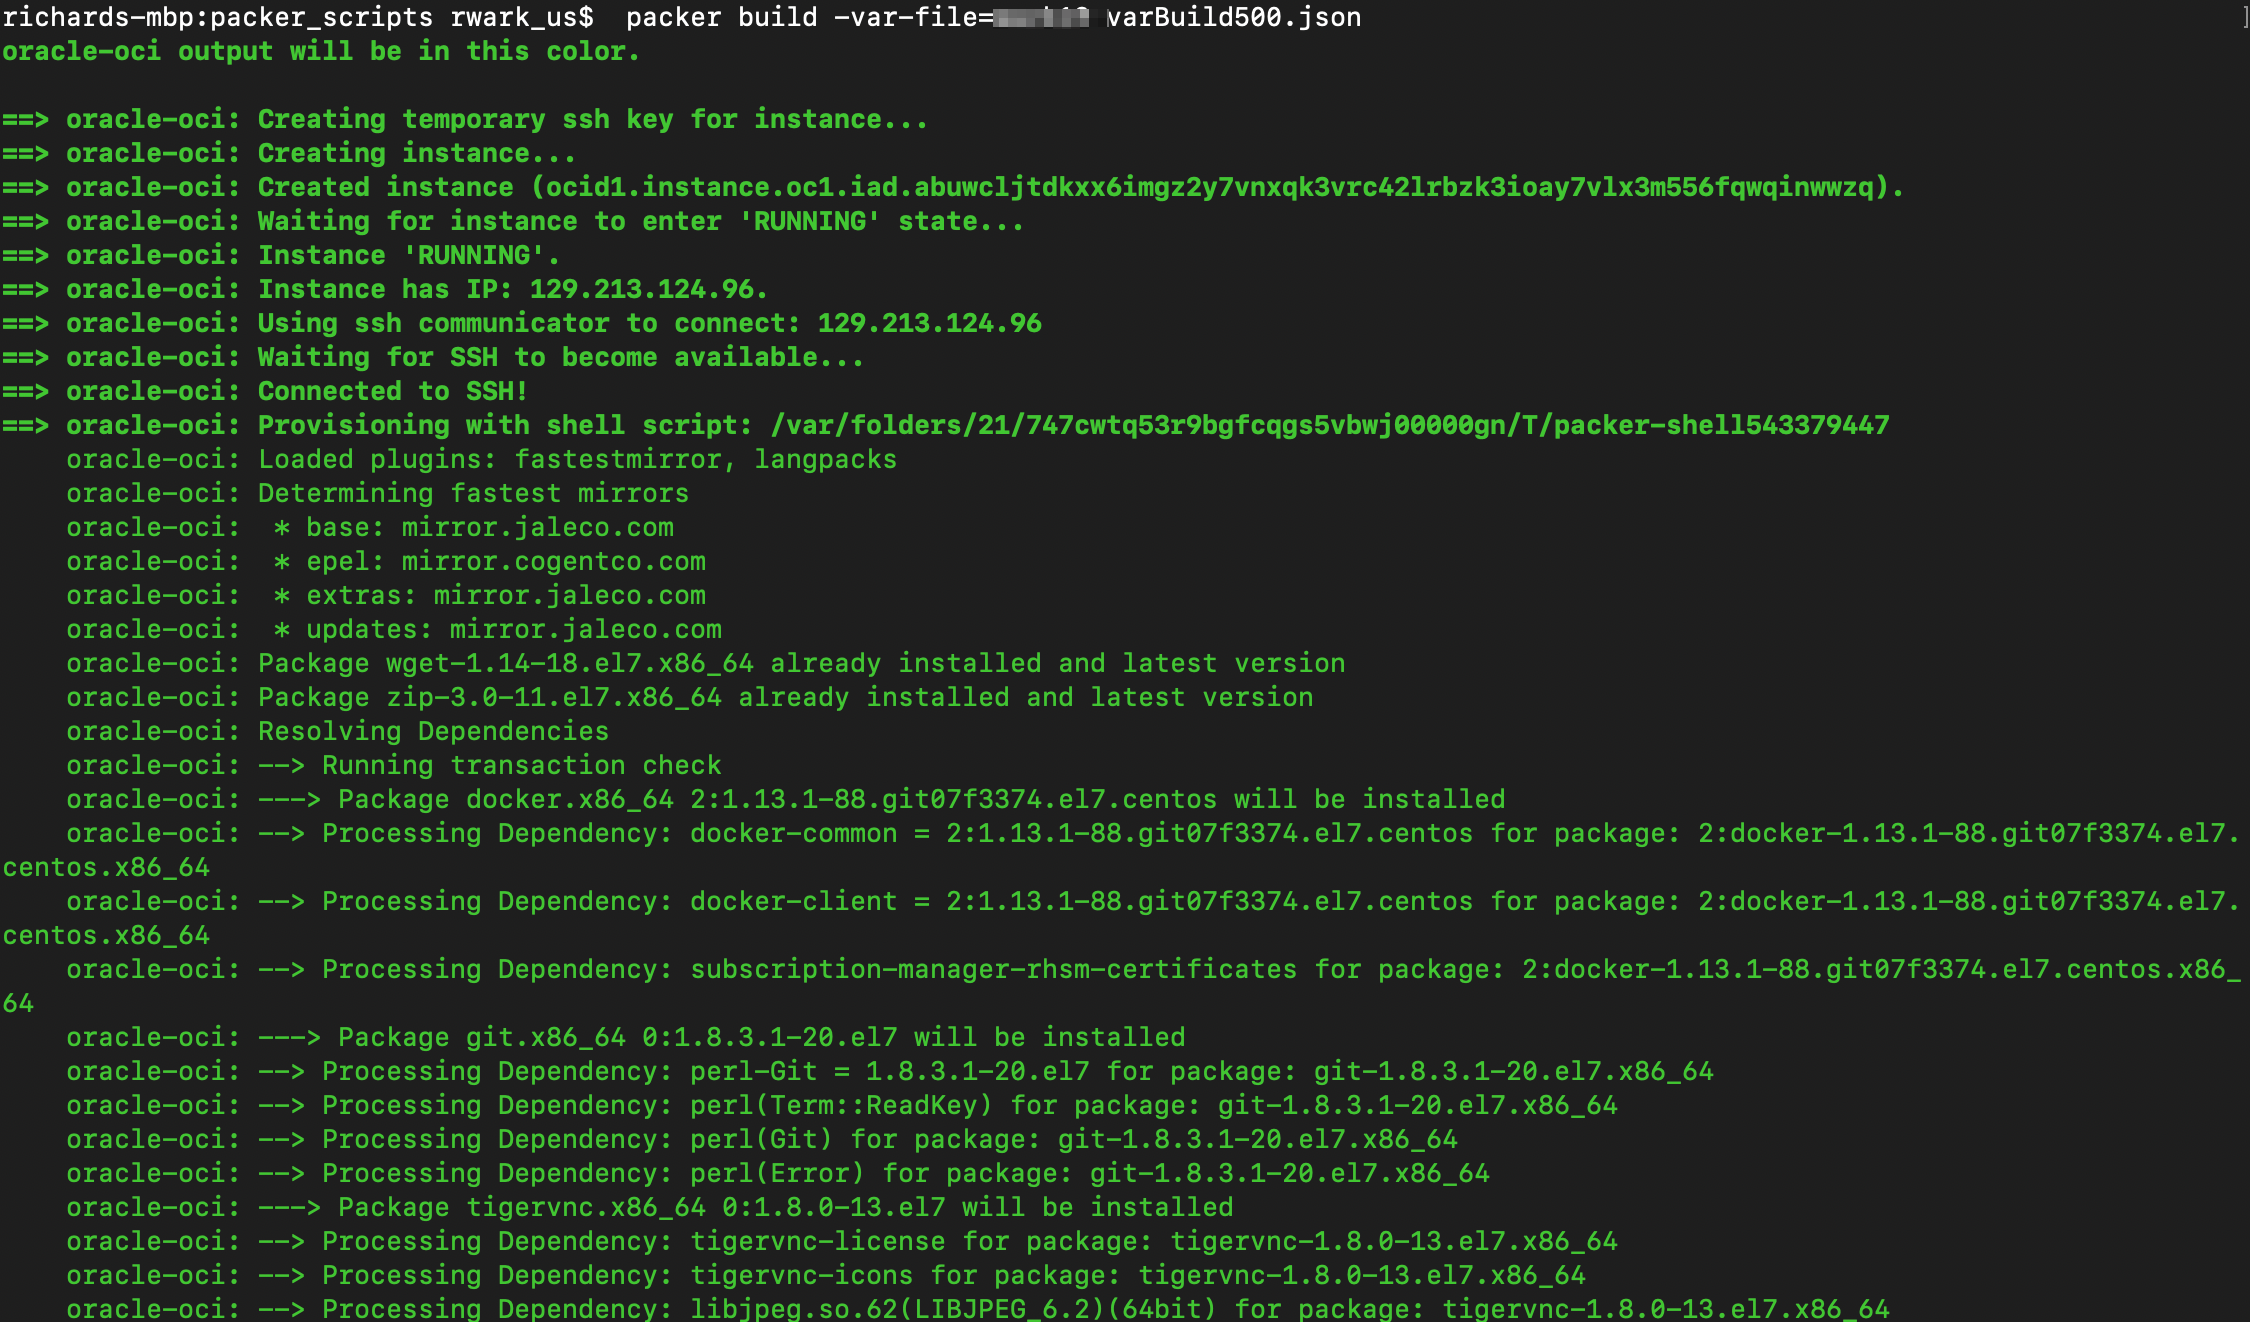 richards-mbp:packer_scripts rwark_us$  packer build -var-file= varBuild500.json
oracle-oci output will be in this color.
==> oracle-oci: Creating temporary ssh key for instance...
==> oracle-oci: Creating instance...
==> oracle-oci: Created instance (ocid1.instance.oc1.iad.abuwcljtdkxx6imgz2y7vnxqk3vrc42lrbzk3ioay7vlx3m556fqwqinwwzq).
==> oracle-oci: Waiting for instance to enter 'RUNNING' state...
==> oracle-oci: Instance 'RUNNING'.
==> oracle-oci: Instance has IP: 129.213.124.96.
==> oracle-oci: Using ssh communicator to connect: 129.213.124.96
==> oracle-oci: Waiting for SSH to become available...
==> oracle-oci: Connected to SSH!
==> oracle-oci: Provisioning with shell script: /var/folders/21/747cwtq53r9bgfcqgs5vbwj00000gn/T/packer-shell543379447
    oracle-oci: Loaded plugins: fastestmirror, langpacks
    oracle-oci: Determining fastest mirrors
    oracle-oci:  * base: mirror.jaleco.com
    oracle-oci:  * epel: mirror.cogentco.com
    oracle-oci:  * extras: mirror.jaleco.com
    oracle-oci:  * updates: mirror.jaleco.com
    oracle-oci: Package wget-1.14-18.el7.x86_64 already installed and latest version
    oracle-oci: Package zip-3.0-11.el7.x86_64 already installed and latest version
    oracle-oci: Resolving Dependencies
    oracle-oci: --> Running transaction check
    oracle-oci: ---> Package docker.x86_64 2:1.13.1-88.git07f3374.el7.centos will be installed
    oracle-oci: --> Processing Dependency: docker-common = 2:1.13.1-88.git07f3374.el7.centos for package: 2:docker-1.13.1-88.git07f3374.el7.
centos.x86_64
    oracle-oci: --> Processing Dependency: docker-client = 2:1.13.1-88.git07f3374.el7.centos for package: 2:docker-1.13.1-88.git07f3374.el7.
centos.x86_64
    oracle-oci: --> Processing Dependency: subscription-manager-rhsm-certificates for package: 2:docker-1.13.1-88.git07f3374.el7.centos.x86_
64
    oracle-oci: ---> Package git.x86_64 0:1.8.3.1-20.el7 will be installed
    oracle-oci: --> Processing Dependency: perl-Git = 1.8.3.1-20.el7 for package: git-1.8.3.1-20.el7.x86_64
    oracle-oci: --> Processing Dependency: perl(Term::ReadKey) for package: git-1.8.3.1-20.el7.x86_64
    oracle-oci: --> Processing Dependency: perl(Git) for package: git-1.8.3.1-20.el7.x86_64
    oracle-oci: --> Processing Dependency: perl(Error) for package: git-1.8.3.1-20.el7.x86_64
    oracle-oci: ---> Package tigervnc.x86_64 0:1.8.0-13.el7 will be installed
    oracle-oci: --> Processing Dependency: tigervnc-license for package: tigervnc-1.8.0-13.el7.x86_64
    oracle-oci: --> Processing Dependency: tigervnc-icons for package: tigervnc-1.8.0-13.el7.x86_64
    oracle-oci: --> Processing Dependency: libjpeg.so.62(LIBJPEG_6.2)(64bit) for package: tigervnc-1.8.0-13.el7.x86_64